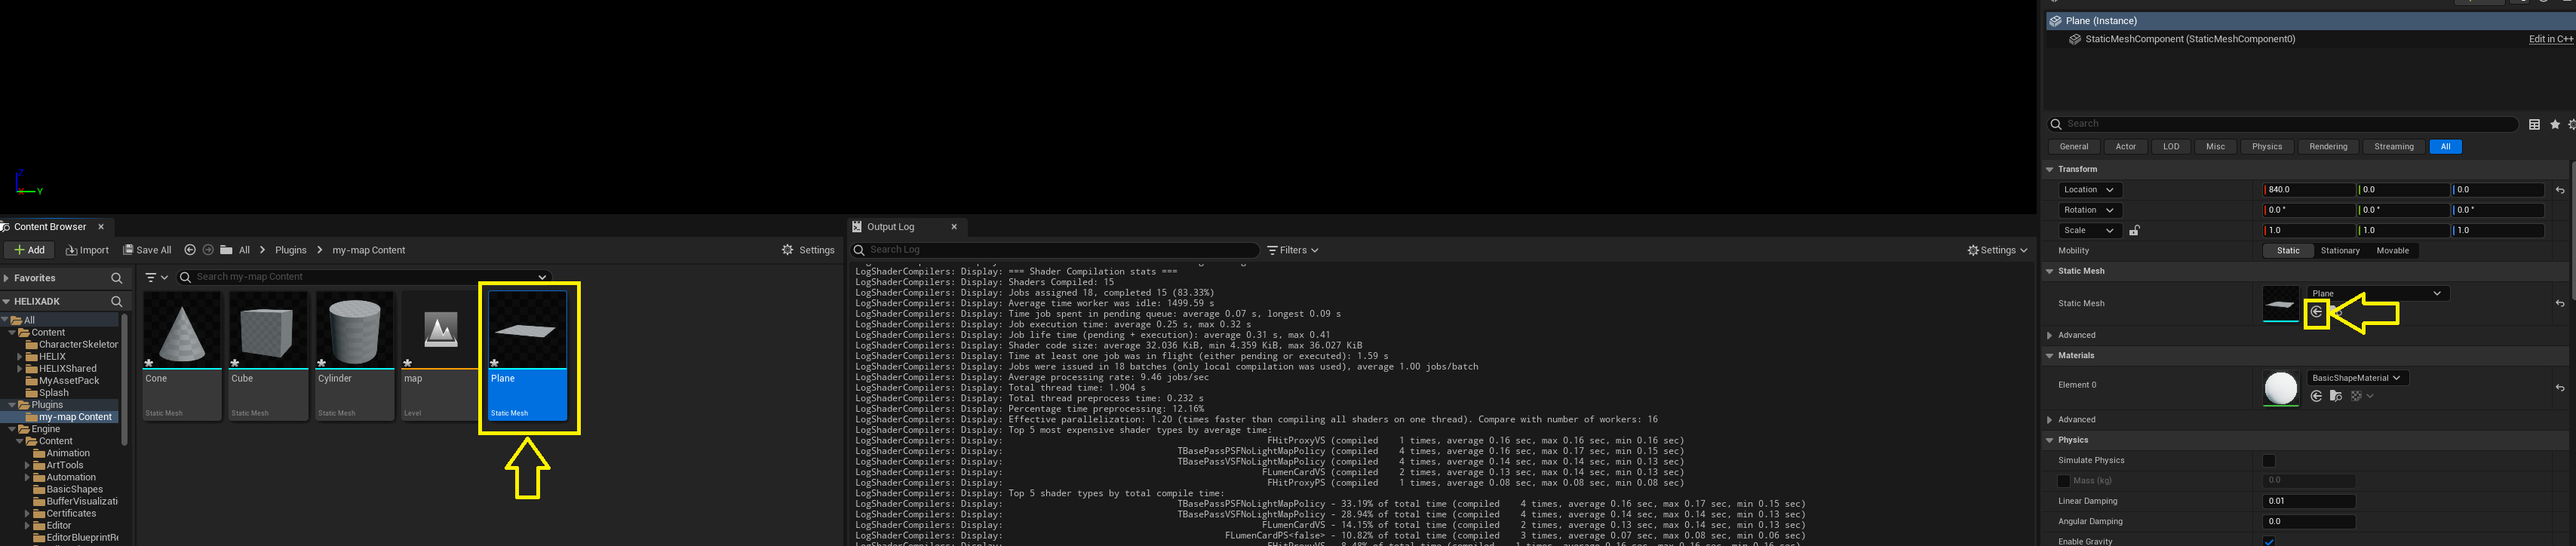 Z
Y
Content Browser
Add
Import
Save All
All
Plugins
my-map Content
Settings
Favorites
Search my-map Content
HELIXADK
All
Content
CharacterSkeletor
HELIX
HELIXShared
MyAssetPack
Splash
Plugins
my-map Content
Engine
Content
Animation
ArtTools
Automation
BasicShapes
BufferVisualizati
Certificates
Editor
EditorBlueprintRe
Cone
Static Mesh
Cube
Static Mesh
Cylinder
Static Mesh
map
Level
Plane
Static Mesh
Output Log
Search Log
Filters
Settings
LogShaderCompilers: Display: === Shader Compilation stats ===
LogShaderCompilers: Display: Shaders Compiled: 15
LogShaderCompilers: Display: Jobs assigned 18, completed 15 (83.33%)
LogShaderCompilers: Display: Average time worker was idle: 1499.59 s
LogShaderCompilers: Display: Time job spent in pending queue: average 0.07 s, longest 0.09 s
LogShaderCompilers: Display: Job execution time: average 0.25 s, max 0.32 s
LogShaderCompilers: Display: Job life time (pending + execution): average 0.31 s, max 0.41
LogShaderCompilers: Display: Shader code size: average 32.036 KiB, min 4.359 KiB, max 36.027 KiB
LogShaderCompilers: Display: Time at least one job was in flight (either pending or executed): 1.59 s
LogShaderCompilers: Display: Jobs were issued in 18 batches (only local compilation was used), average 1.00 jobs/batch
LogShaderCompilers: Display: Average processing rate: 9.46 jobs/sec
LogShaderCompilers: Display: Total thread time: 1.904 s
LogShaderCompilers: Display: Total thread preprocess time: 0.232 s
LogShaderCompilers: Display: Percentage time preprocessing: 12.16%
LogShaderCompilers: Display: Effective parallelization: 1.20 (times faster than compiling all shaders on one thread). Compare with number of workers: 16
LogShaderCompilers: Display: Top 5 most expensive shader types by average time:
LogShaderCompilers: Display: FHitProxyVS (compiled 1 times, average 0.16 sec, max 0.16 sec, min 0.16 sec)
LogShaderCompilers: Display: TBasePassPSFNoLightMapPolicy (compiled 4 times, average 0.16 sec, max 0.17 sec, min 0.15 sec)
LogShaderCompilers: Display: TBasePassVSFNoLightMapPolicy (compiled 4 times, average 0.14 sec, max 0.14 sec, min 0.13 sec)
LogShaderCompilers: Display: FLumenCardVS (compiled 2 times, average 0.13 sec, max 0.14 sec, min 0.13 sec)
LogShaderCompilers: Display: FHitProxyPS (compiled 1 times, average 0.08 sec, max 0.08 sec, min 0.08 sec)
LogShaderCompilers: Display: Top 5 shader types by total compile time:
LogShaderCompilers: Display: TBasePassPSFNoLightMapPolicy - 33.19% of total time (compiled 4 times, average 0.16 sec, max 0.17 sec, min 0.15 sec)
LogShaderCompilers: Display: TBasePassVSFNoLightMapPolicy - 28.94% of total time (compiled 4 times, average 0.14 sec, max 0.14 sec, min 0.13 sec)
LogShaderCompilers: Display: FLumenCardVS - 14.15% of total time (compiled 2 times, average 0.13 sec, max 0.14 sec, min 0.13 sec)
LogShaderCompilers: Display: FLumenCardPS<false> - 10.82% of total time (compiled 3 times, average 0.07 sec, max 0.08 sec, min 0.06 sec)
Plane (Instance)
StaticMeshComponent (StaticMeshComponent0)
Edit in C++
Search
General
Actor
LOD
Misc
Physics
Rendering
Streaming
All
Transform
Location
840.0
0.0
0.0
Rotation
0.0 °
0.0 °
0.0 °
Scale
1.0
1.0
1.0
Mobility
Static
Stationary
Movable
Static Mesh
Static Mesh
Plane
Advanced
Materials
Element 0
BasicShapeMaterial
Advanced
Physics
Simulate Physics
Mass (kg)
0.0
Linear Damping
0.01
Angular Damping
0.0
Enable Gravity